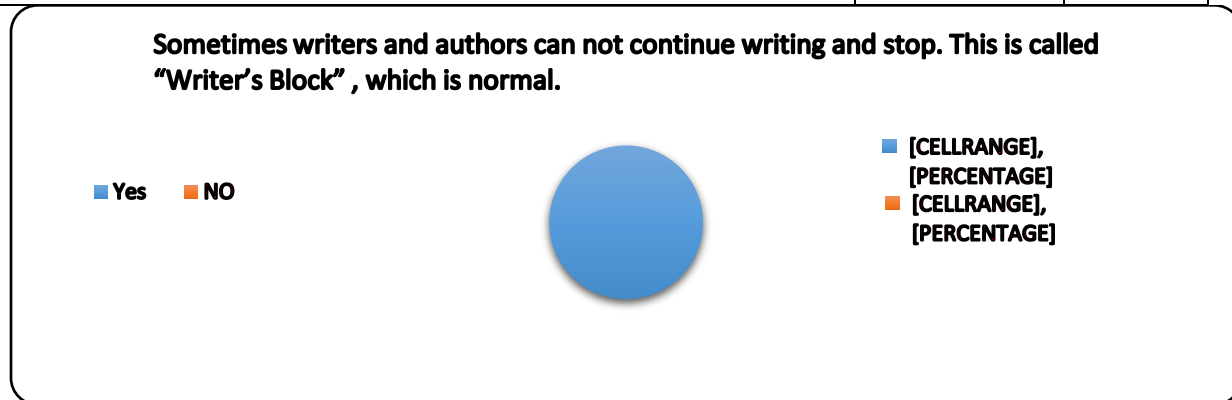 Sometimes writers and authors can not continue writing and stop. This is called
“Writer’s Block” , which is normal.
Yes NO
[CELLRANGE],
[PERCENTAGE]
[CELLRANGE],
[PERCENTAGE]